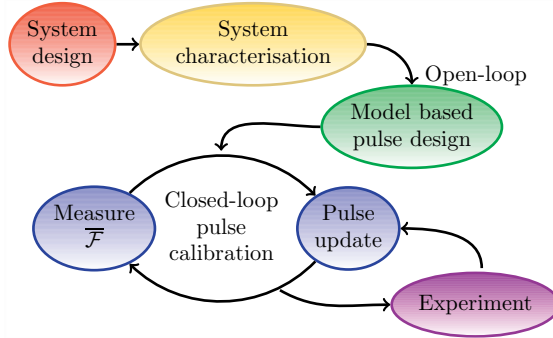 System
design
System
characterisation
Open-loop
Model based
pulse design
Measure
$\overline{\mathcal{F}}$
Closed-loop
pulse
calibration
Pulse
update
Experiment